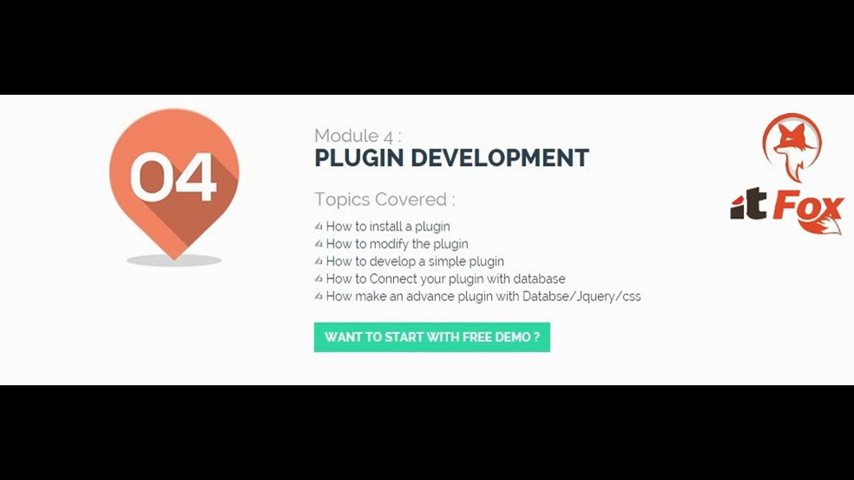 04
Module 4 :
PLUGIN DEVELOPMENT
Topics Covered :
How to install a plugin
How to modify the plugin
How to develop a simple plugin
How to Connect your plugin with database
How make an advance plugin with Databse/Jquery/css
WANT TO START WITH FREE DEMO ?
it Fox